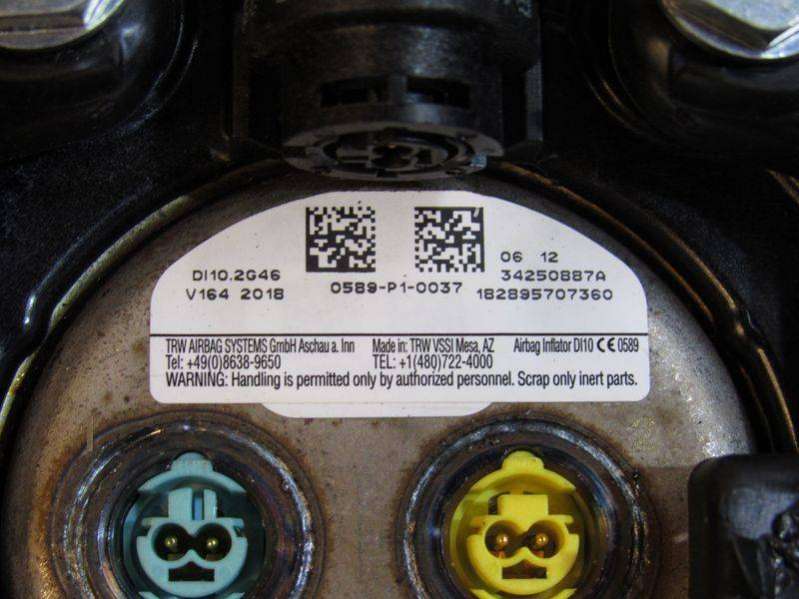 06 12
DI10.2G46 34250887A
V164 2018 0589-P1-0037 182895707360
TRW AIRBAG SYSTEMS GmbH Aschau a. Inn Made in: TRW VSSI Mesa, AZ Airbag Inflator DI10 CE 0589
Tel: +49(0)8638-9650 TEL: +1(480)722-4000
WARNING: Handling is permitted only by authorized personnel. Scrap only inert parts.